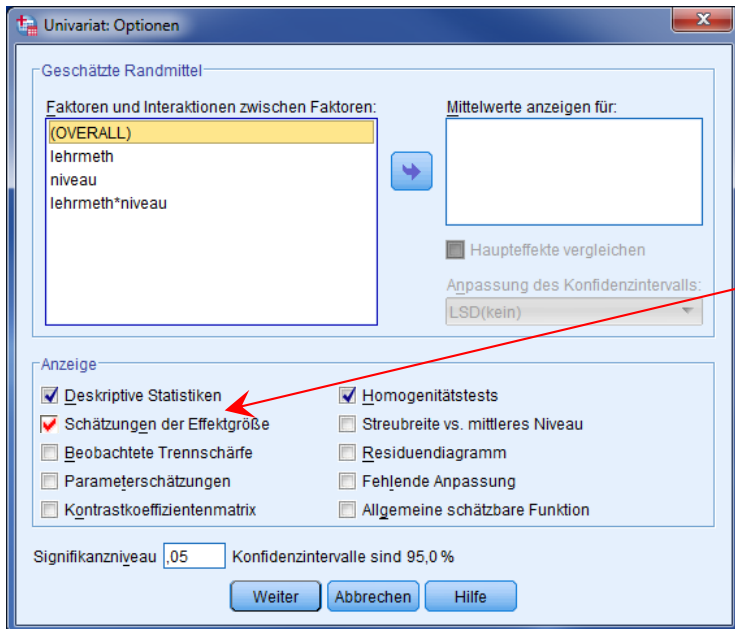 Univariat: Optionen
Geschätzte Randmittel
Faktoren und Interaktionen zwischen Faktoren:
(OVERALL)
lehrmeth
niveau
lehrmeth*niveau
Mittelwerte anzeigen für:
Haupteffekte vergleichen
Anpassung des Konfidenzintervalls:
LSD(kein)
Anzeige
Deskriptive Statistiken
Homogenitätstests
Schätzungen der Effektgröße
Streubreite vs. mittleres Niveau
Beobachtete Trennschärfe
Residuendiagramm
Parameterschätzungen
Fehlende Anpassung
Kontrastkoeffizientenmatrix
Allgemeine schätzbare Funktion
Signifikanzniveau ,05 Konfidenzintervalle sind 95,0 %
Weiter Abbrechen Hilfe